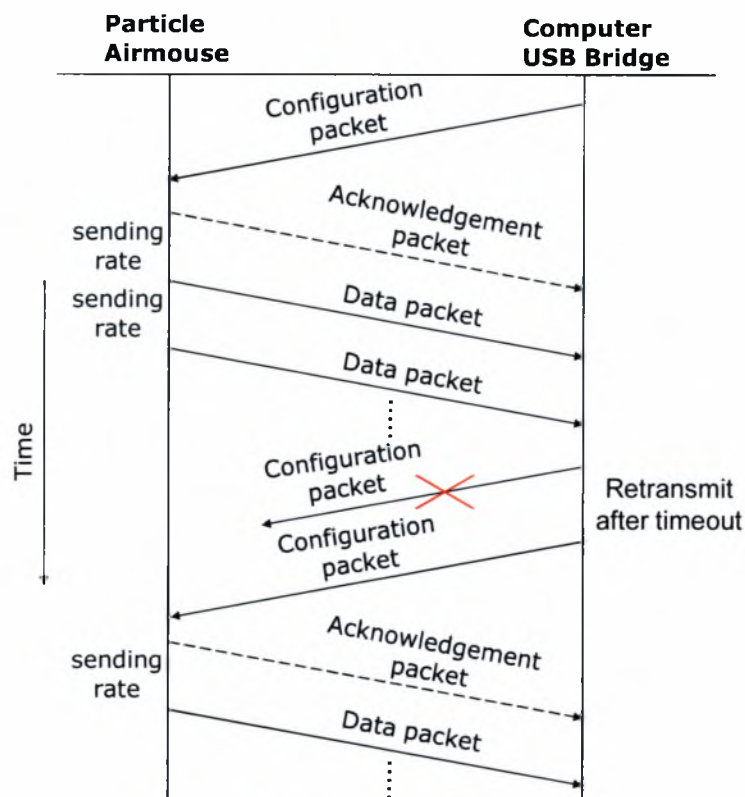 Particle
Airmouse
Computer
USB Bridge
Configuration
packet
Acknowledgement
packet
sending
rate
sending
rate
Data packet
Data packet
Time
Configuration
packet
Retransmit
after timeout
Configuration
packet
Acknowledgement
packet
sending
rate
Data packet